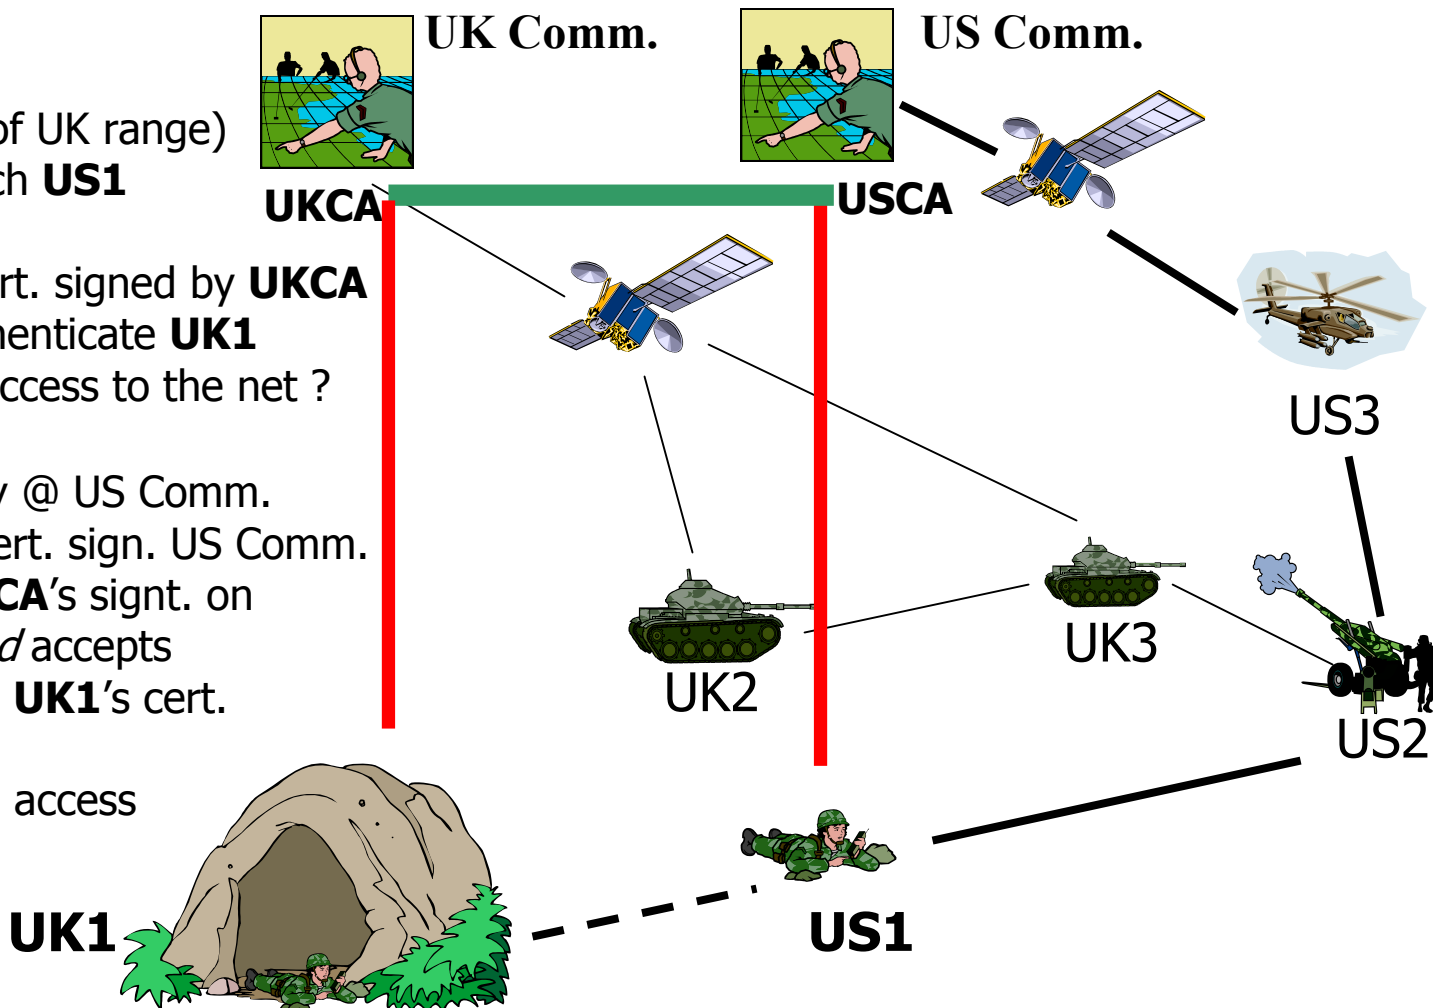 UK Comm.
US Comm.
of UK range)
ch US1
UKCA
USCA
rt. signed by UKCA
nenticate UK1
ccess to the net ?
US3
y @ US Comm.
ert. sign. US Comm.
CA's signt. on
d accepts
UK1's cert.
UK3
UK2
US2
access
UK1
US1